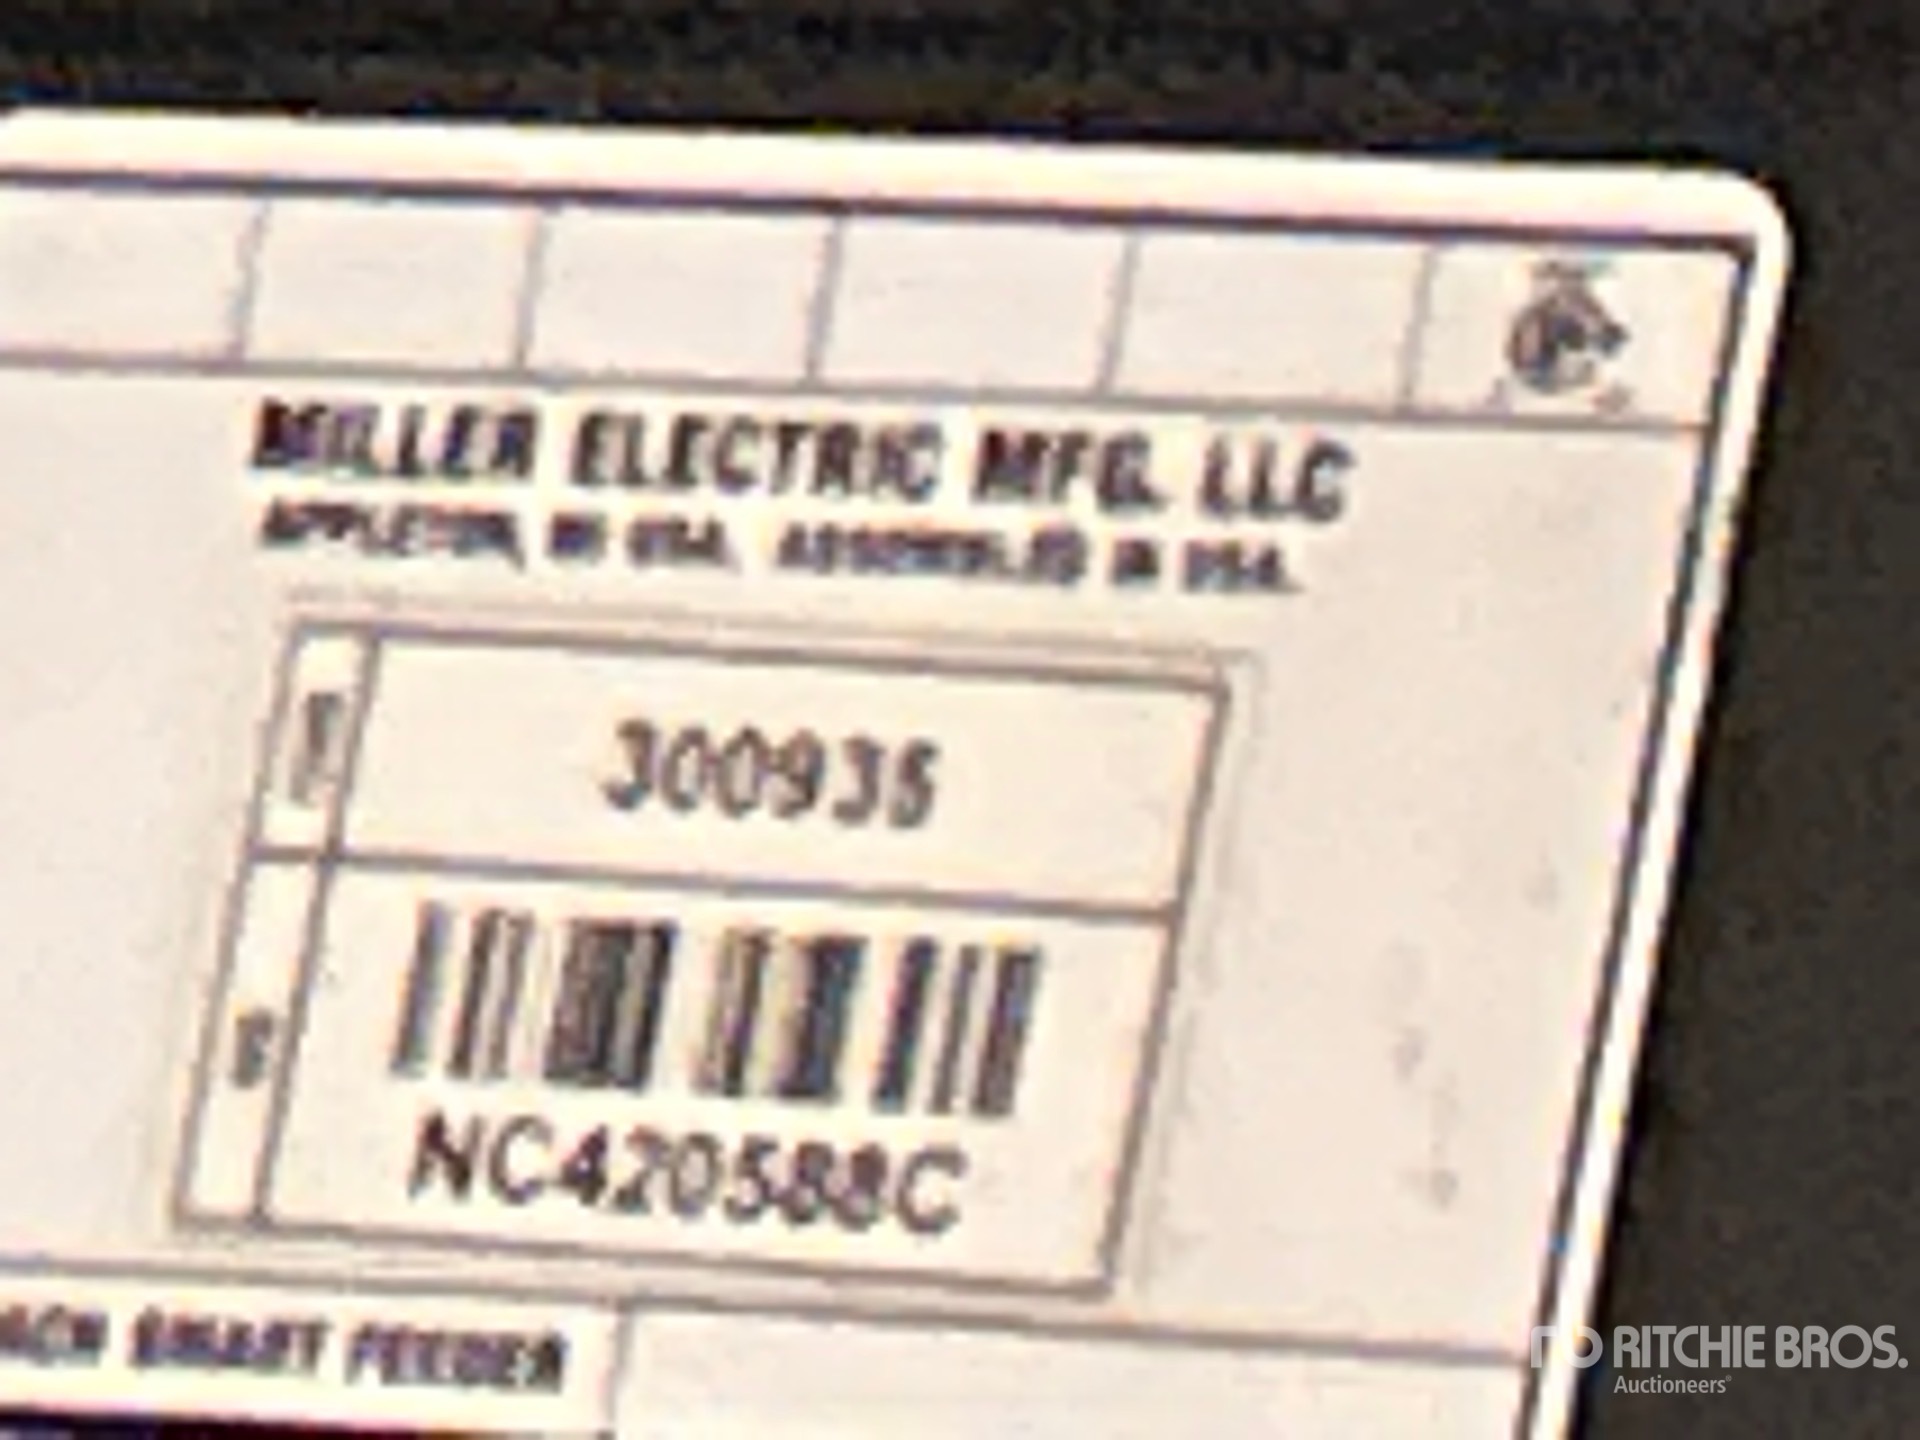 MILLER ELECTRIC MFG. LLC
APPLETON, WI USA. ASSEMBLED IN USA.
300935
NC420588C
SMART FEEDER
RITCHIE BROS.
Auctioneers